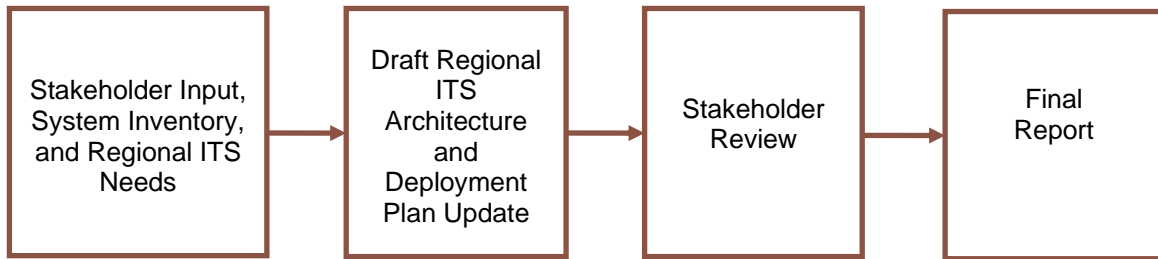 Stakeholder Input,
System Inventory,
and Regional ITS
Needs
Draft Regional
ITS
Architecture
and
Deployment
Plan Update
Stakeholder
Review
Final
Report